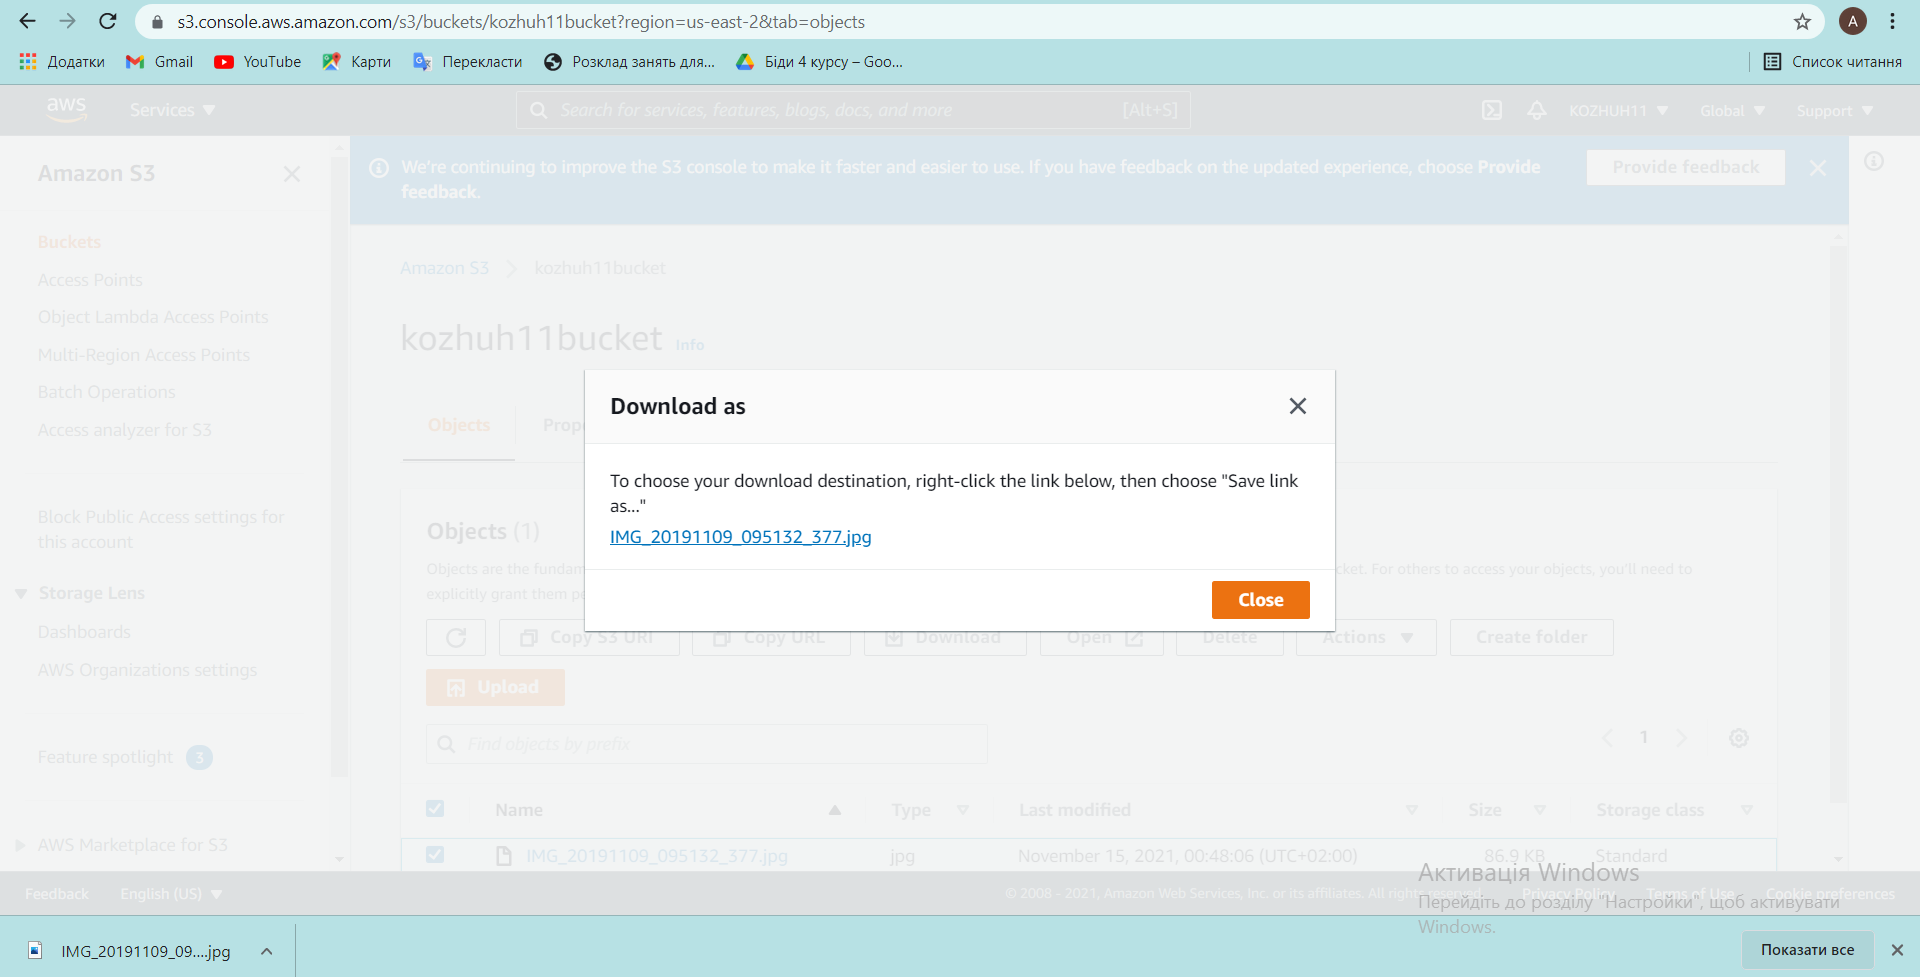 s3.console.aws.amazon.com/s3/buckets/kozhuh11bucket?region=us-east-2&tab=objects
A
Додатки
Gmail
YouTube
Карти
Перекласти
Розклад занять для...
Біди 4 курсу – Goo...
Список читання
aws
Services
Search for services, features, blogs, docs, and more
[Alt+S]
KOZHUH11
Global
Support
Amazon S3
Buckets
Access Points
Object Lambda Access Points
Multi-Region Access Points
Batch Operations
Access analyzer for S3
Block Public Access settings for
this account
Storage Lens
Dashboards
AWS Organizations settings
Feature spotlight 3
AWS Marketplace for S3
We're continuing to improve the S3 console to make it faster and easier to use. If you have feedback on the updated experience, choose Provide
feedback.
Provide feedback
Amazon S3
kozhuh11bucket
kozhuh11bucket Info
Objects
Prope
Download as
To choose your download destination, right-click the link below, then choose "Save link
as..."
IMG_20191109_095132_377.jpg
Close
Objects (1)
Objects are the fundam
cket. For others to access your objects, you'll need to
explicitly grant them pe
Copy S3 URI
Copy URL
Download
Open
Delete
Actions
Create folder
Upload
Find objects by prefix
1
Name
Type
Last modified
Size
Storage class
IMG_20191109_095132_377.jpg
jpg
November 15, 2021, 00:48:06 (UTC+02:00)
86.9 KB
Standard
Feedback
English (US)
© 2008 - 2021, Amazon Web Services, Inc. or its affiliates. All rights reserved.
Privacy Policy
Terms of Use
Cookie preferences
Активація Windows
Перейдіть до розділу "Настройки", щоб активувати
Windows.
IMG_20191109_09....jpg
Показати все